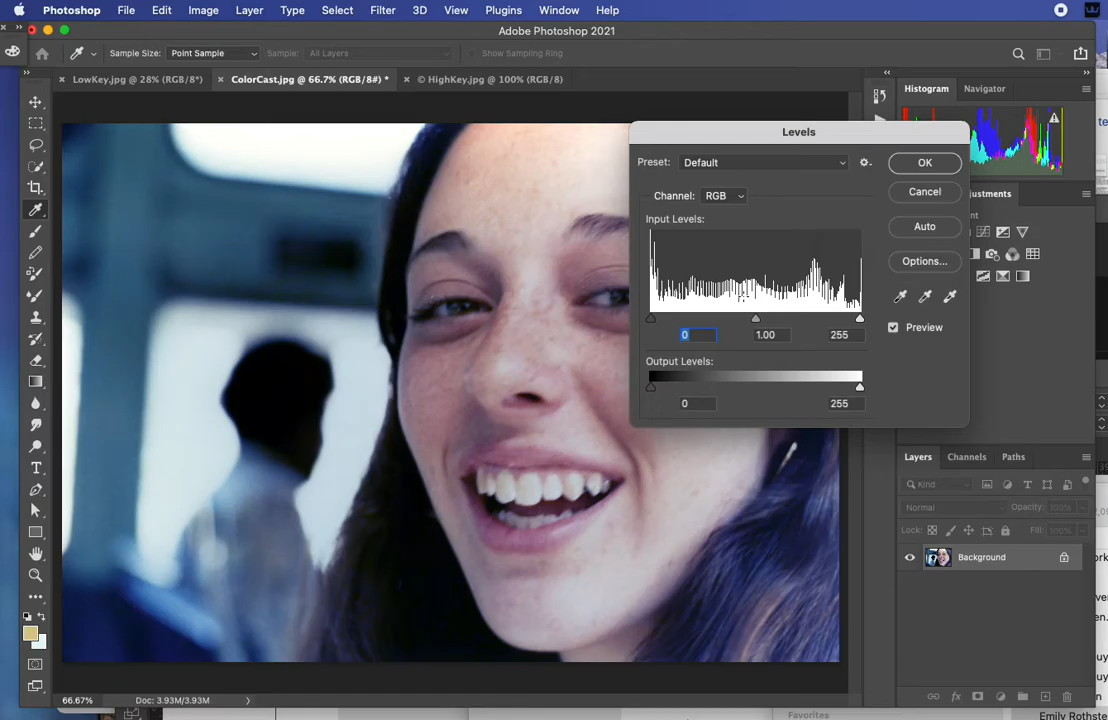 Photoshop File Edit Image Layer Type Select Filter 3D View Plugins Window Help
Adobe Photoshop 2021
Sample Size: Point Sample Sample: All Layers Show Sampling Ring
LowKey.jpg @ 28% (RGB/8*) ColorCast.jpg @ 66.7% (RGB/8#) * © HighKey.jpg @ 100% (RGB/8)
Histogram Navigator
Levels
Preset: Default OK
Channel: RGB Cancel
Input Levels:
Auto
Options...
0 1.00 255
Preview
Output Levels:
0 255
Layers Channels Paths
Kind
Normal Opacity: 100%
Lock: Fill: 100%
Background
66.67% Doc: 3.93M/3.93M
Favorites